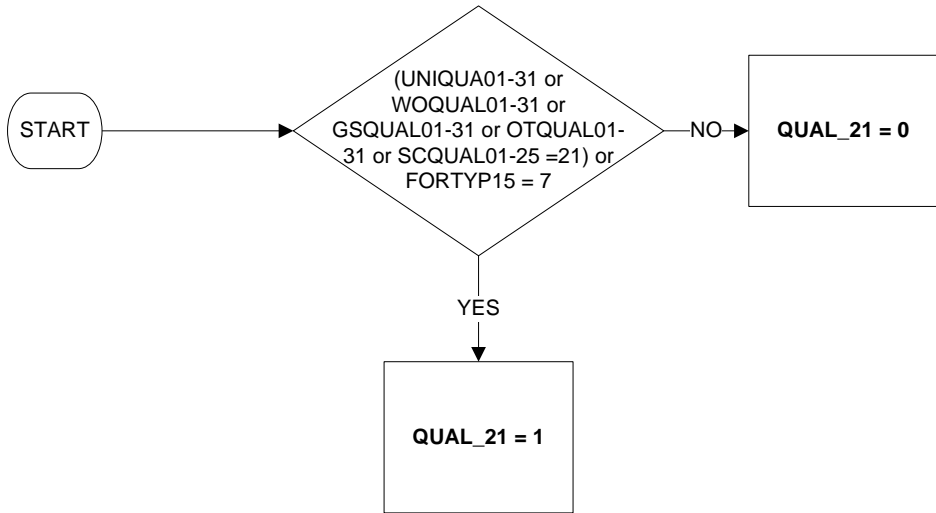 START
(UNIQUA01-31 or
WOQUAL01-31 or
GSQUAL01-31 or OTQUAL01-
31 or SCQUAL01-25 =21) or
FORTYP15 = 7
NO
QUAL_21 = 0
YES
QUAL_21 = 1